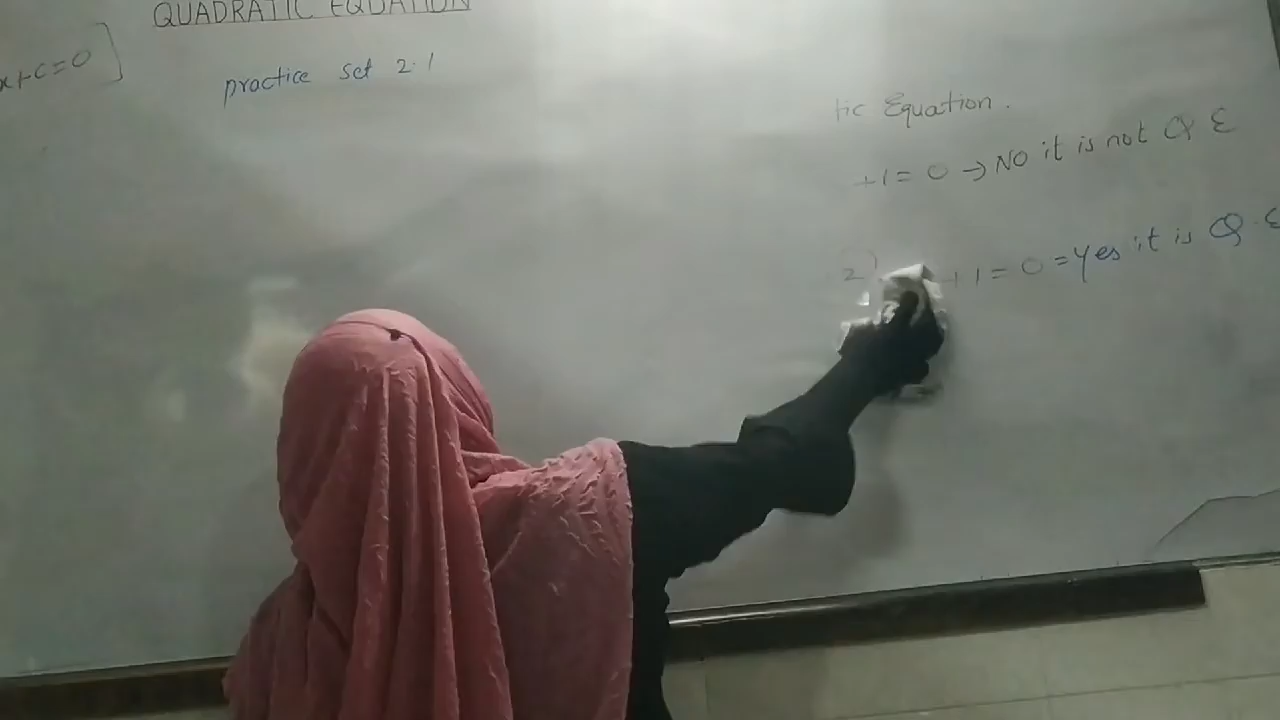 QUADRATIC EQUATION
x+c=0]
practice set 2.1
tic Equation.
+1=0 → No it is not Q E
2) +1=0 = Yes it is Q.E